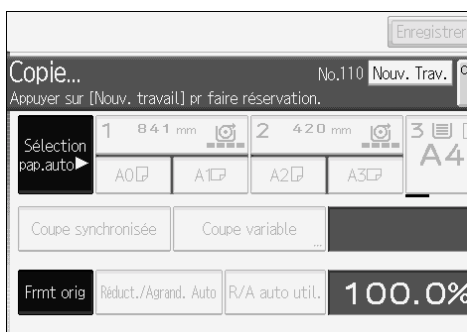 Enregistrer
Copie...
No.110 Nouv. Trav.
Appuyer sur [Nouv. travail] pr faire réservation.
Sélection
pap.auto►
1 841 mm
2 420 mm
3
A4
A0 A1 A2 A3
Coupe synchronisée
Coupe variable
...
Frmt orig
Réduct./Agrand. Auto
R/A auto util.
100.0%